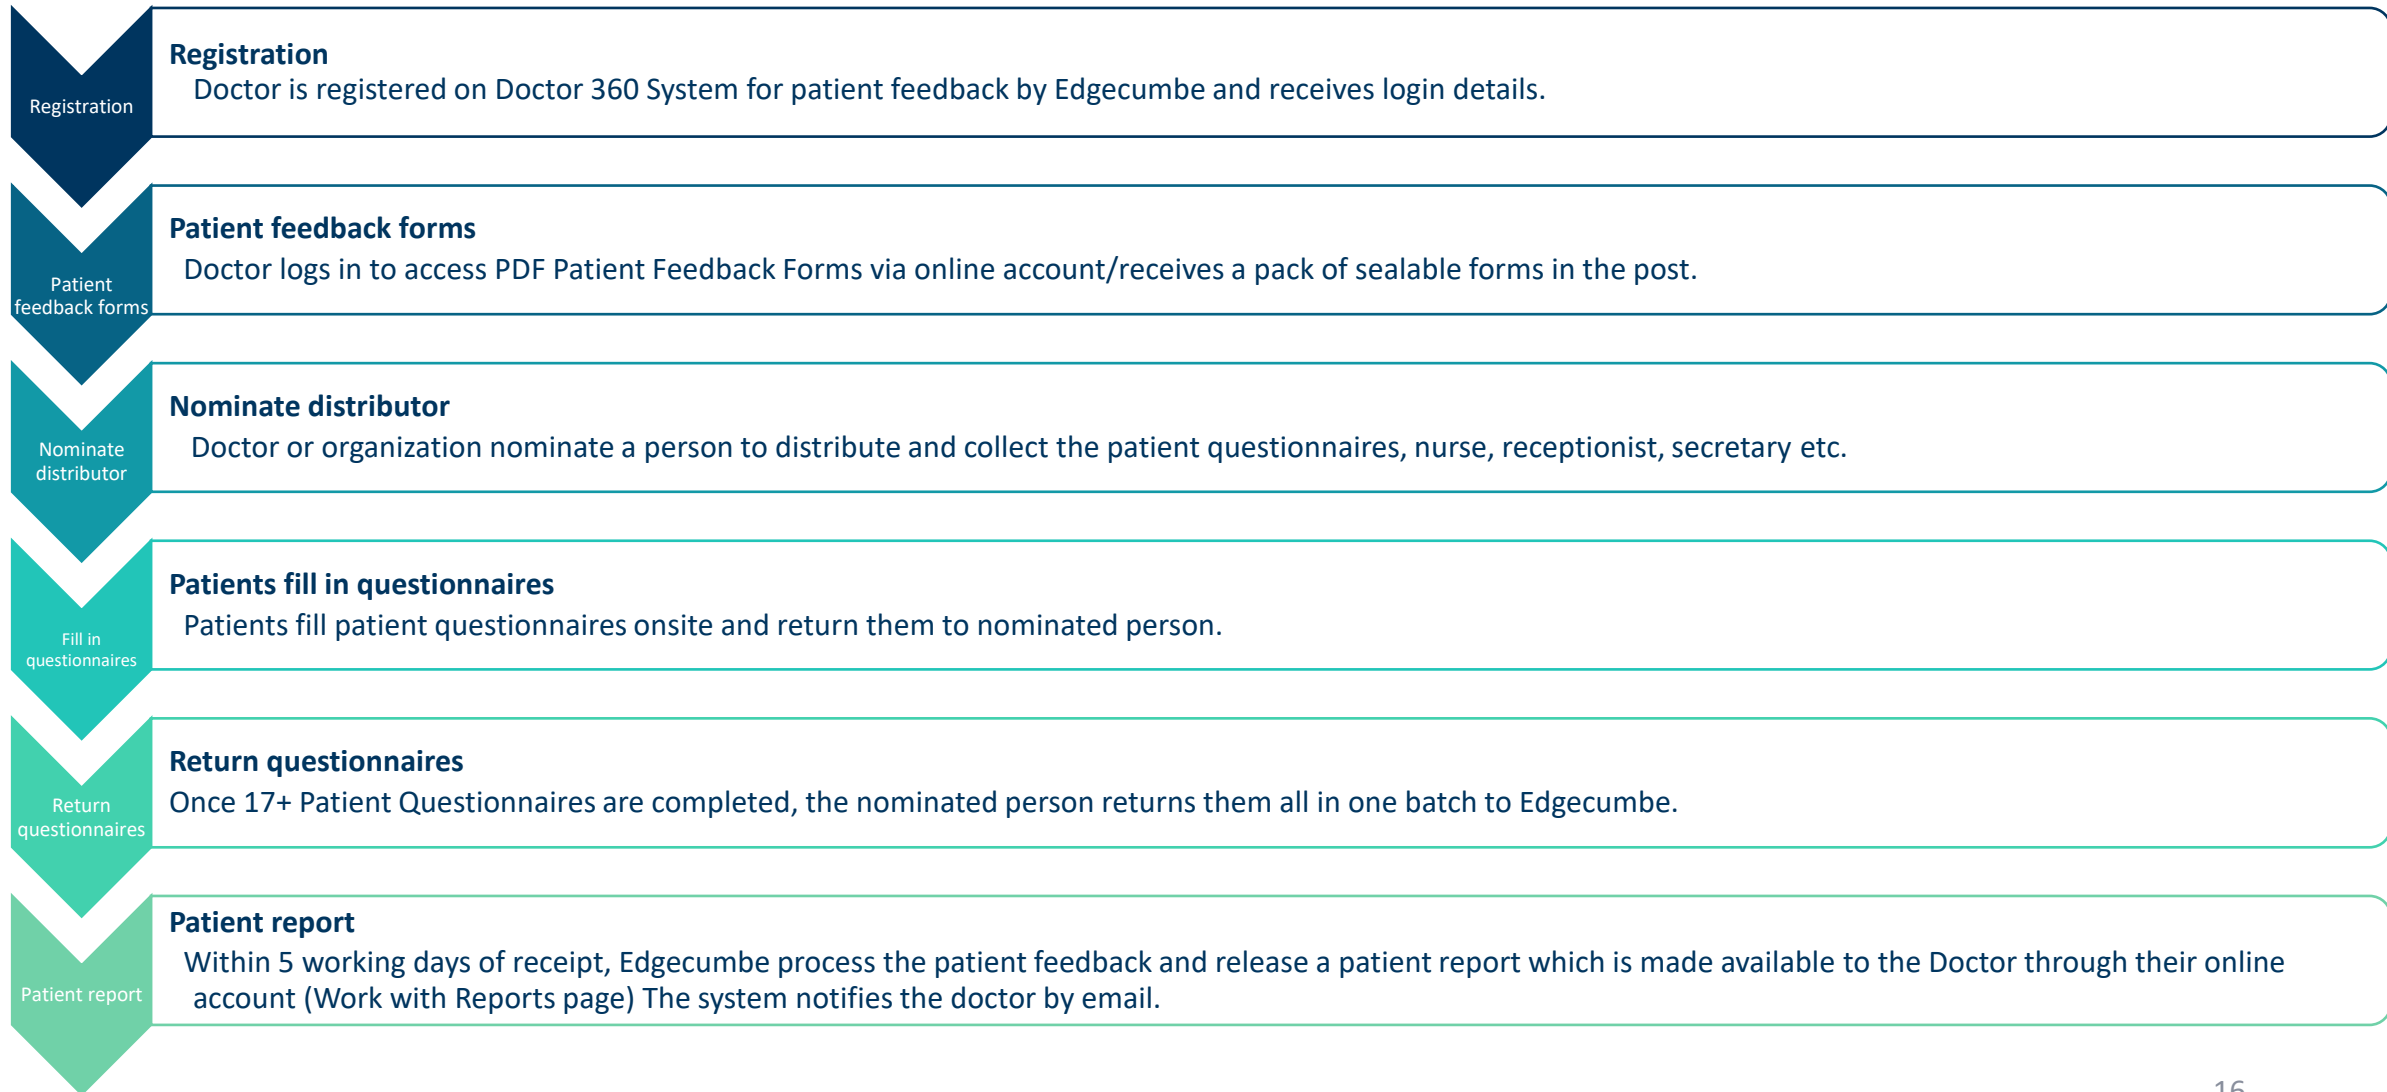 Registration
Registration
Doctor is registered on Doctor 360 System for patient feedback by Edgecumbe and receives login details.
Patient
feedback forms
Patient feedback forms
Doctor logs in to access PDF Patient Feedback Forms via online account/receives a pack of sealable forms in the post.
Nominate
distributor
Nominate distributor
Doctor or organization nominate a person to distribute and collect the patient questionnaires, nurse, receptionist, secretary etc.
Fill in
questionnaires
Patients fill in questionnaires
Patients fill patient questionnaires onsite and return them to nominated person.
Return
questionnaires
Return questionnaires
Once 17+ Patient Questionnaires are completed, the nominated person returns them all in one batch to Edgecumbe.
Patient report
Patient report
Within 5 working days of receipt, Edgecumbe process the patient feedback and release a patient report which is made available to the Doctor through their online
account (Work with Reports page) The system notifies the doctor by email.
16